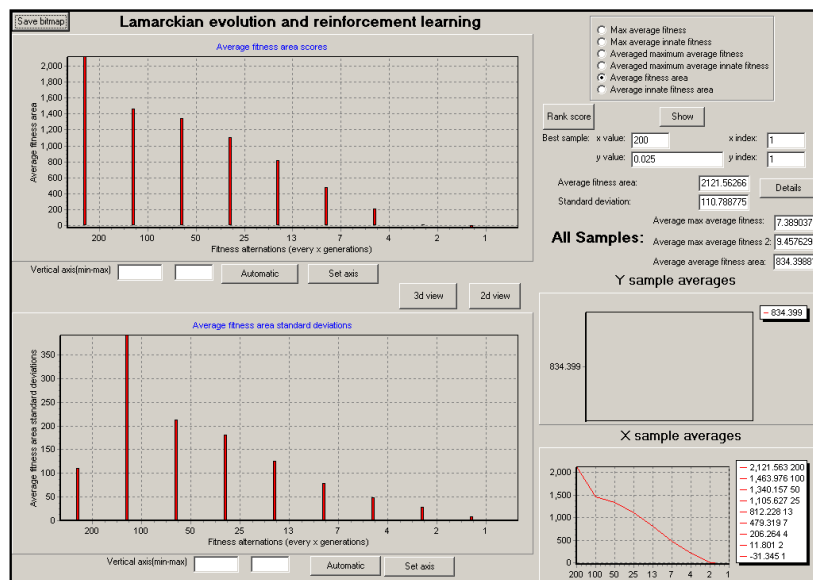 Save bitmap
Lamarckian evolution and reinforcement learning
Average fitness area scores
Average fitness area
2,000
1,800
1,600
1,400
1,200
1,000
800
600
400
200
0
200 100 50 25 13 7 4 2 1
Fitness alternations (every x generations)
Vertical axis(min-max)
Automatic
Set axis
3d view
2d view
Average fitness area standard deviations
Average fitness area standard deviations
350
300
250
200
150
100
50
0
200 100 50 25 13 7 4 2 1
Fitness alternations (every x generations)
Vertical axis(min-max)
Automatic
Set axis
Max average fitness
Max average innate fitness
Averaged maximum average fitness
Averaged maximum average innate fitness
Average fitness area
Average innate fitness area
Rank score
Show
Best sample: x value: 200 x index: 1
y value: 0.025 y index: 1
Average fitness area: 2121.56266
Standard deviation: 110.788775
Details
All Samples:
Average max average fitness: 7.389037
Average max average fitness 2: 9.457629
Average average fitness area: 834.3988
Y sample averages
834.399
834.399
X sample averages
2,000
1,500
1,000
500
0
200 100 50 25 13 7 4 2 1
2,121.563 200
1,463.976 100
1,340.157 50
1,105.627 25
812.228 13
479.319 7
206.264 4
11.801 2
-31.345 1